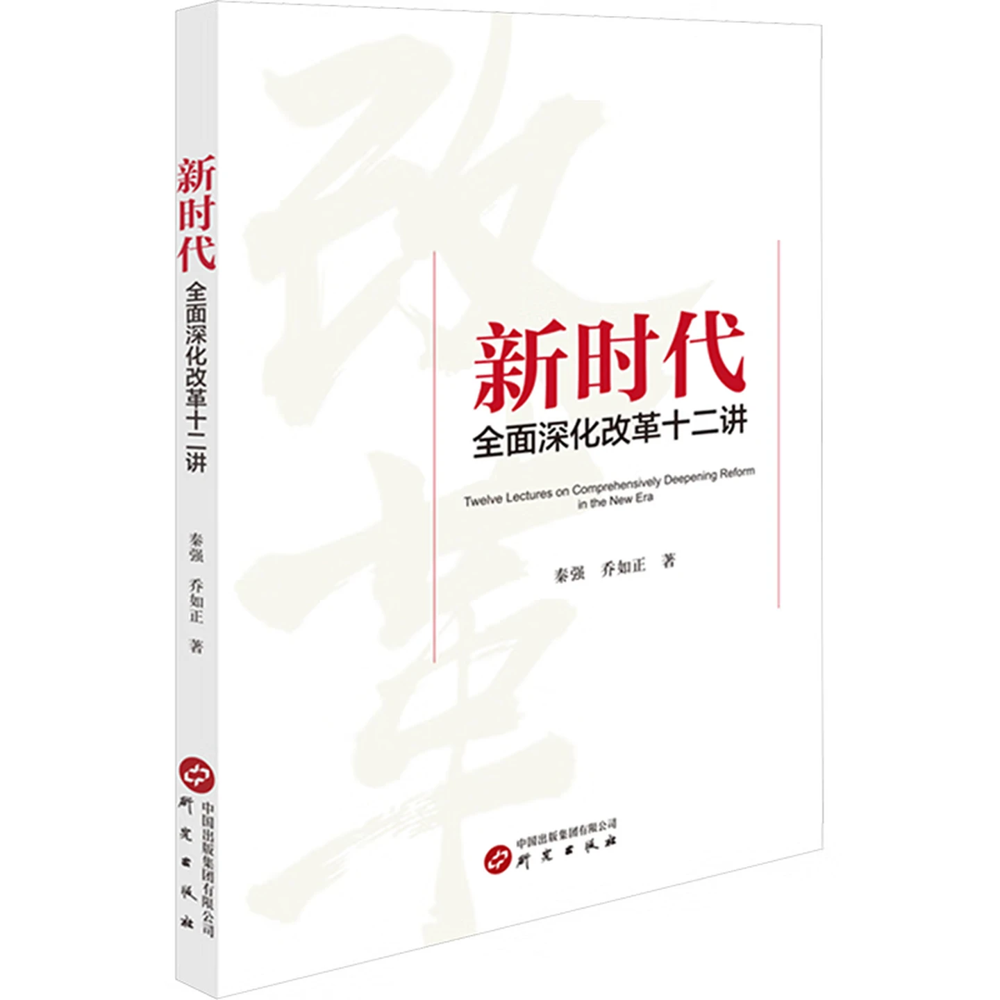 新时代
全面深化改革十二讲
秦强 乔如正 著
研究出版社
中国出版集团有限公司
改革
新时代
全面深化改革十二讲
Twelve Lectures on Comprehensively Deepening Reform
in the New Era
秦强 乔如正 著
中国出版集团有限公司
研究出版社